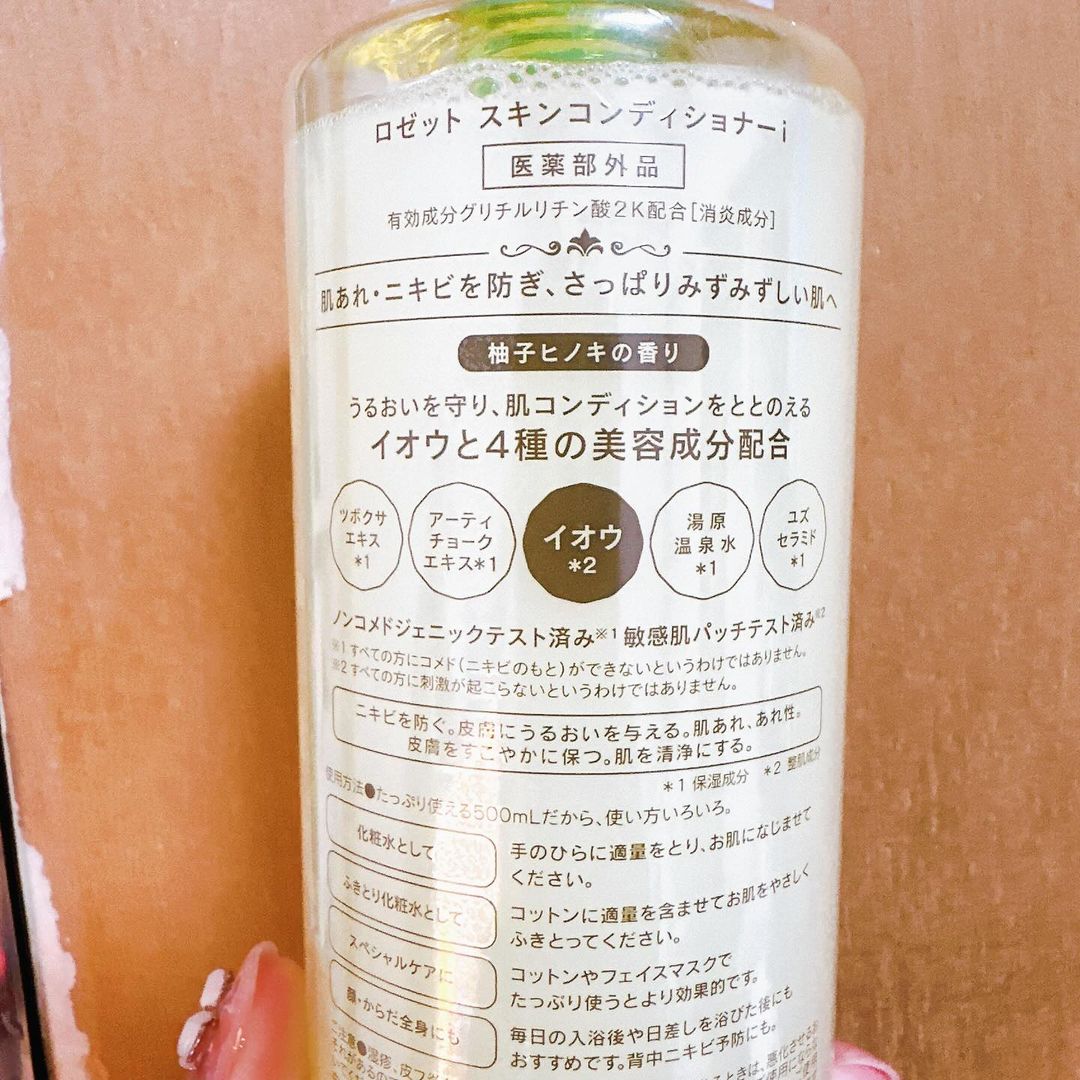 ロゼット スキンコンディショナーi
医薬部外品
有効成分グリチルリチン酸2K配合[消炎成分]
肌あれ・ニキビを防ぎ、さっぱりみずみずしい肌へ
柚子ヒノキの香り
うるおいを守り、肌コンディションをととのえる
イオウと4種の美容成分配合
ツボクサ
エキス
*1
アーティ
チョーク
エキス*1
イオウ
*2
湯原
温泉水
*1
ユズ
セラミド
*1
ノンコメドジェニックテスト済み※1 敏感肌パッチテスト済み※2
※1 すべての方にコメド(ニキビのもと)ができないというわけではありません。
※2 すべての方に刺激が起こらないというわけではありません。
ニキビを防ぐ。皮膚にうるおいを与える。肌あれ、あれ性。
皮膚をすこやかに保つ。肌を清浄にする。
*1 保湿成分 *2 整肌成分
使用方法●たっぷり使える500mLだから、使い方いろいろ。
化粧水として
手のひらに適量をとり、お肌になじませて
ください。
ふきとり化粧水として
コットンに適量を含ませてお肌をやさしく
ふきとってください。
スペシャルケアに
コットンやフェイスマスクで
たっぷり使うとより効果的です。
顔・からだ全身にも
毎日の入浴後や日差しを浴びた後にも
おすすめです。背中ニキビ予防にも。
ご注意●湿疹、皮フ